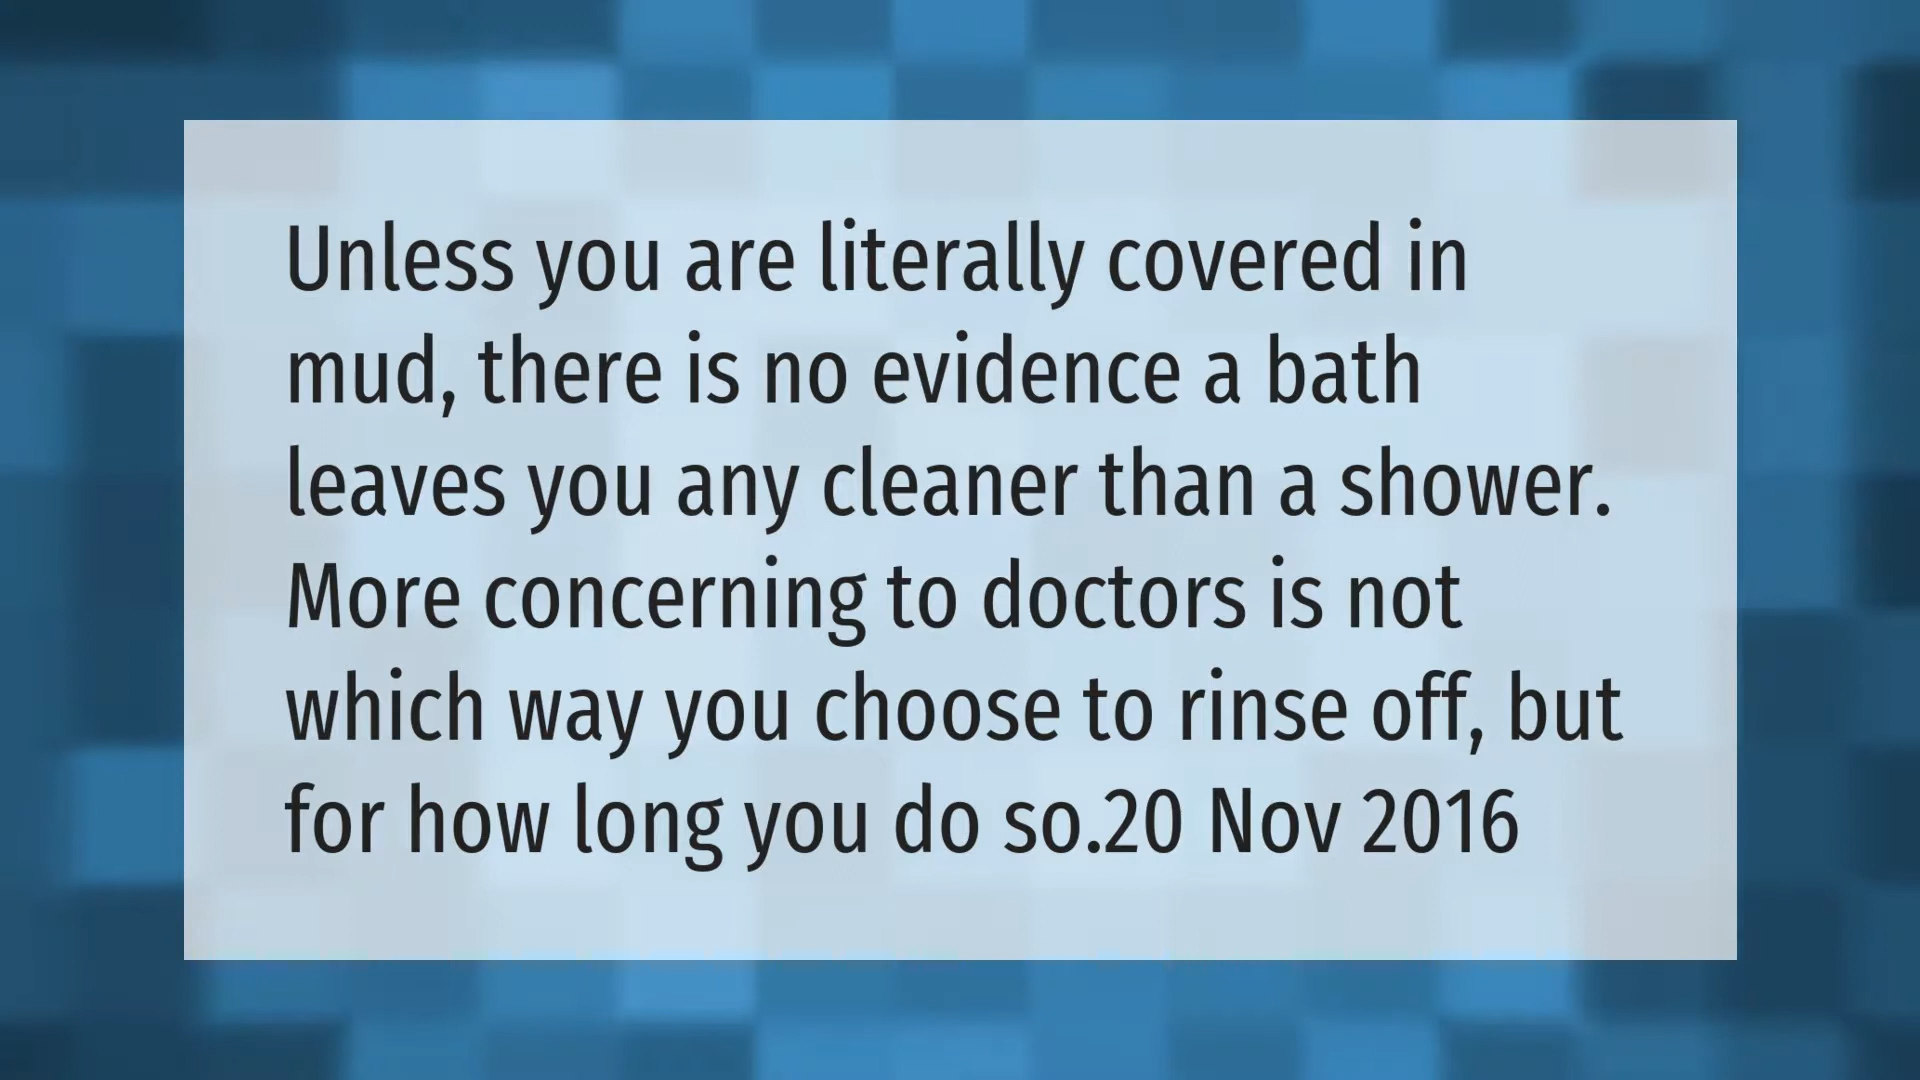 Unless you are literally covered in
mud, there is no evidence a bath
leaves you any cleaner than a shower.
More concerning to doctors is not
which way you choose to rinse off, but
for how long you do so.20 Nov 2016